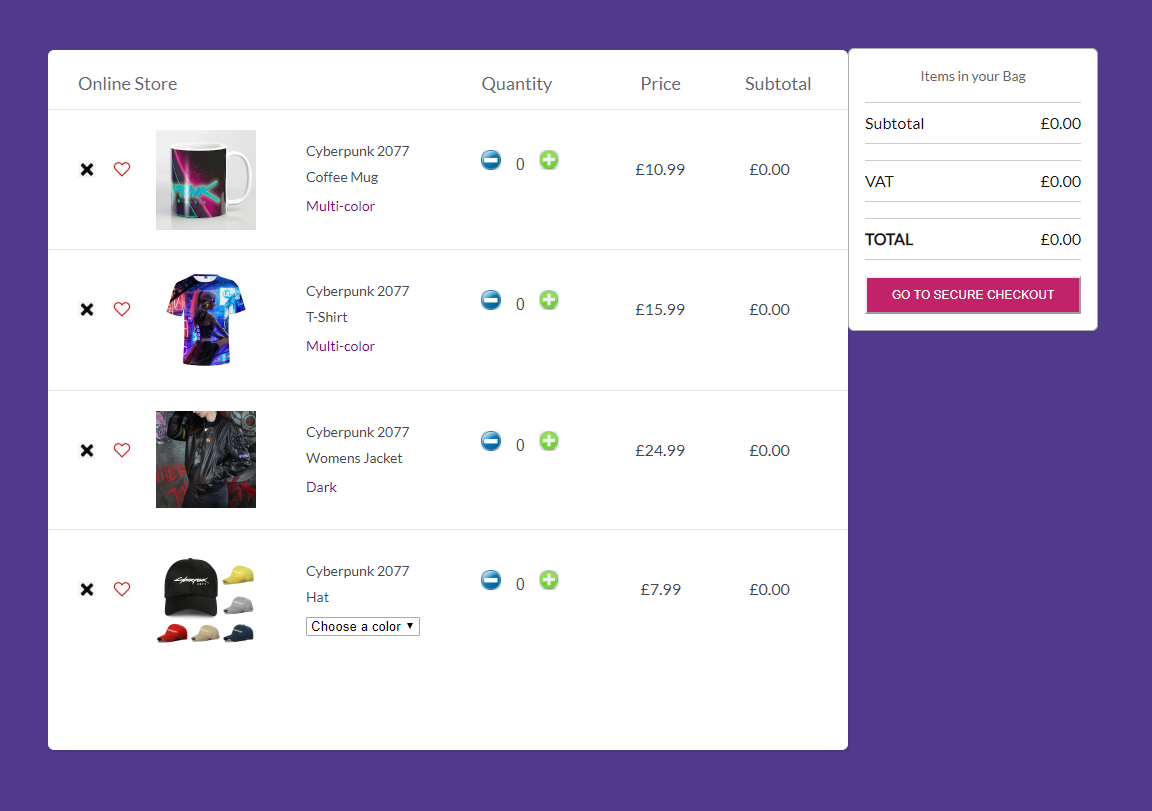 Online Store Quantity Price Subtotal
Cyberpunk 2077
Coffee Mug
Multi-color
0 £10.99 £0.00
Cyberpunk 2077
T-Shirt
Multi-color
0 £15.99 £0.00
Cyberpunk 2077
Womens Jacket
Dark
0 £24.99 £0.00
Cyberpunk 2077
Hat
Choose a color
0 £7.99 £0.00
Items in your Bag
Subtotal £0.00
VAT £0.00
TOTAL £0.00
GO TO SECURE CHECKOUT